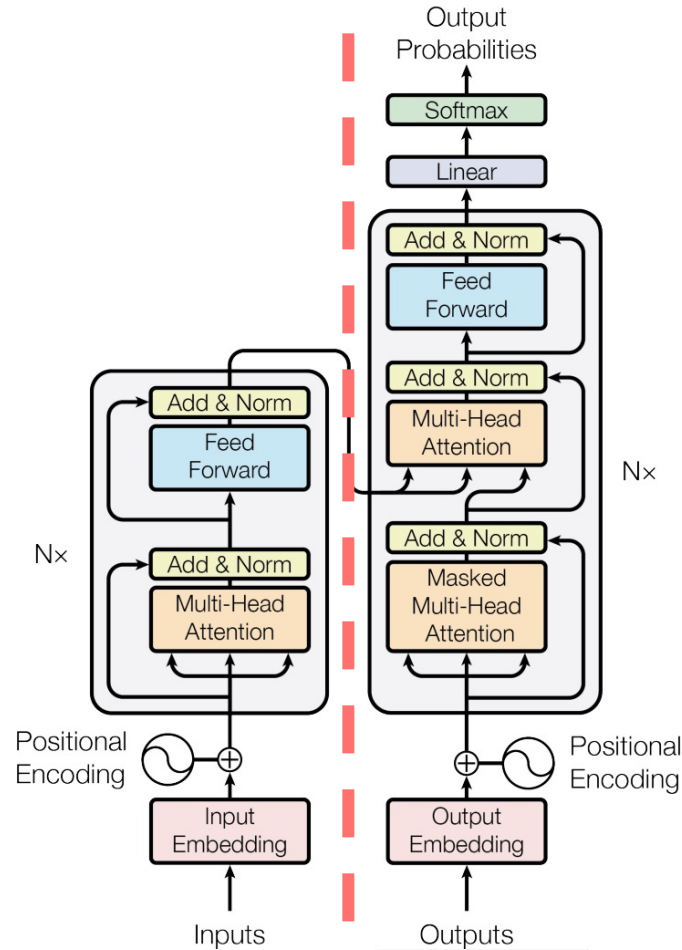 Output
Probabilities
Softmax
Linear
Add & Norm
Feed
Forward
Add & Norm
Multi-Head
Attention
Add & Norm
Masked
Multi-Head
Attention
N×
Positional
Encoding
Output
Embedding
Outputs
Add & Norm
Feed
Forward
Add & Norm
Multi-Head
Attention
N×
Positional
Encoding
Input
Embedding
Inputs